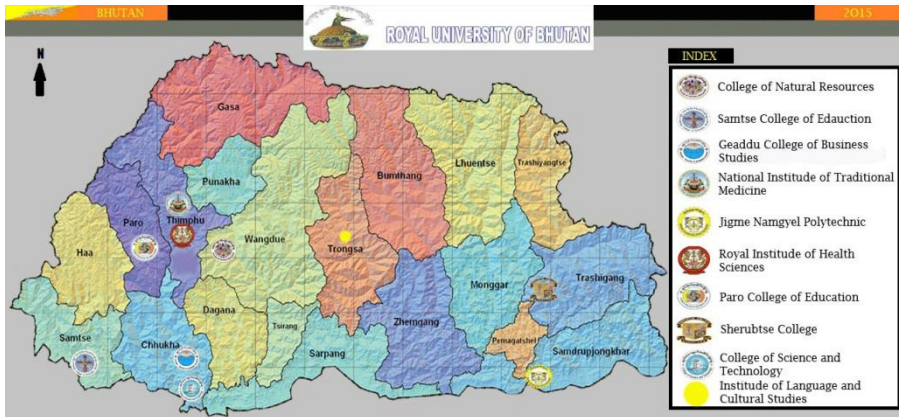 BHUTAN
2015
ROYAL UNIVERSITY OF BHUTAN
N
INDEX
College of Natural Resources
Samtse College of Edauction
Geaddu College of Business
Studies
National Institute of Traditional
Medicine
Jigme Namgyel Polytechnic
Royal Institute of Health
Sciences
Paro College of Education
Sherubtse College
College of Science and
Technology
Institute of Language and
Cultural Studies
Gasa
Punakha
Thimphu
Paro
Haa
Wangdue
Bumthang
Lhuentse
Trashiyangtse
Trongsa
Monggar
Trashigang
Dagana
Tsirang
Zhemgang
Pemagatshel
Samtse
Chhukha
Sarpang
Samdrupjongkhar